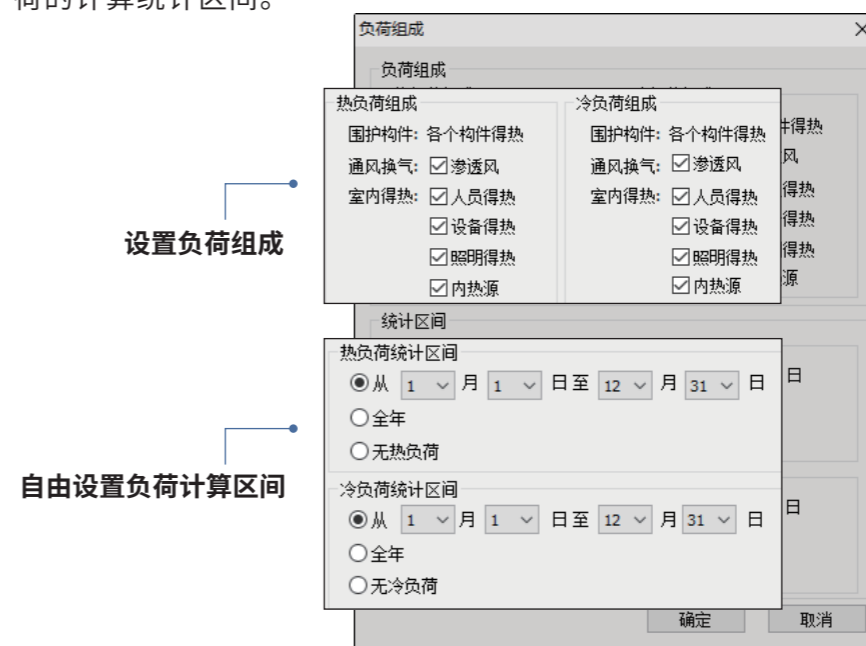 荷的计算统计区间。
负荷组成
负荷组成
热负荷组成
围护构件: 各个构件得热
通风换气: 渗透风
室内得热: 人员得热
设备得热
照明得热
内热源
冷负荷组成
围护构件: 各个构件得热
通风换气: 渗透风
室内得热: 人员得热
设备得热
照明得热
内热源
件得热
风
得热
得热
得热
源
设置负荷组成
统计区间
热负荷统计区间
从 1 月 1 日至 12 月 31 日
全年
无热负荷
日
冷负荷统计区间
从 1 月 1 日至 12 月 31 日
全年
无冷负荷
日
自由设置负荷计算区间
确定 取消